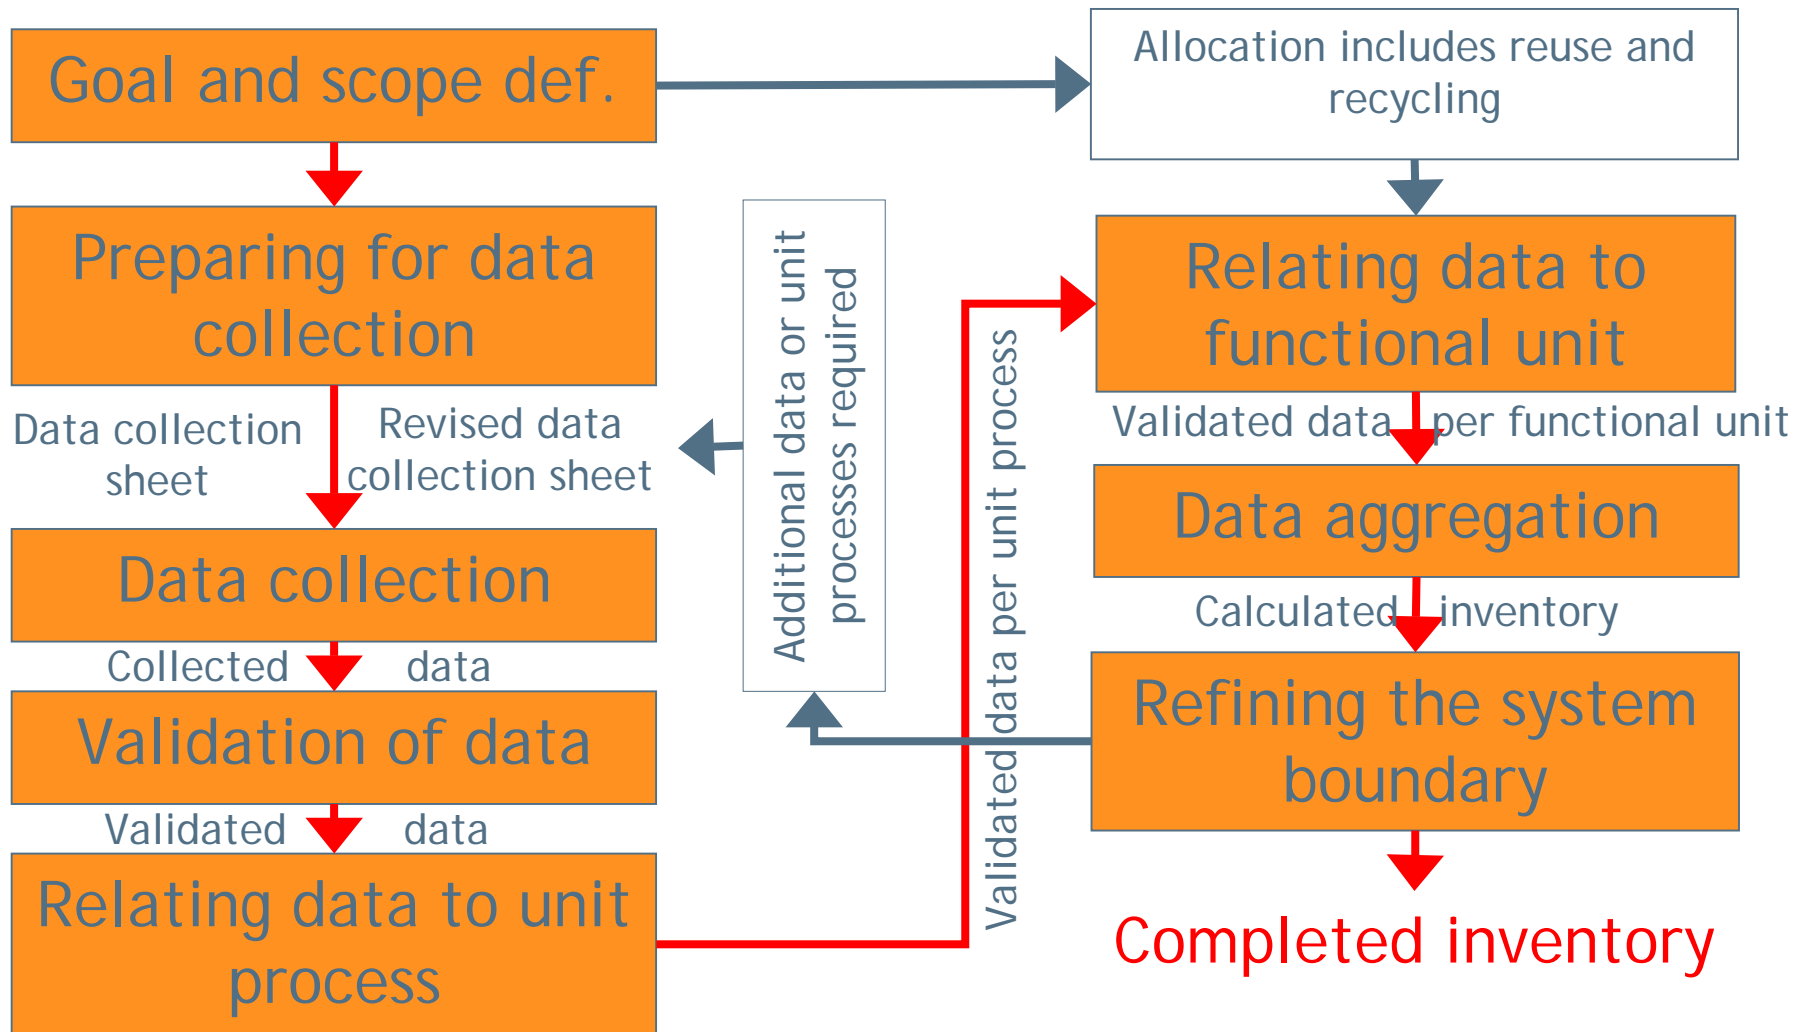 Goal and scope def.
Preparing for data
collection
Data collection
sheet
Revised data
collection sheet
Data collection
Collected data
Validation of data
Validated data
Relating data to unit
process
Additional data or unit
processes required
Validated data per unit process
Allocation includes reuse and
recycling
Relating data to
functional unit
Validated data per functional unit
Data aggregation
Calculated inventory
Refining the system
boundary
Completed inventory